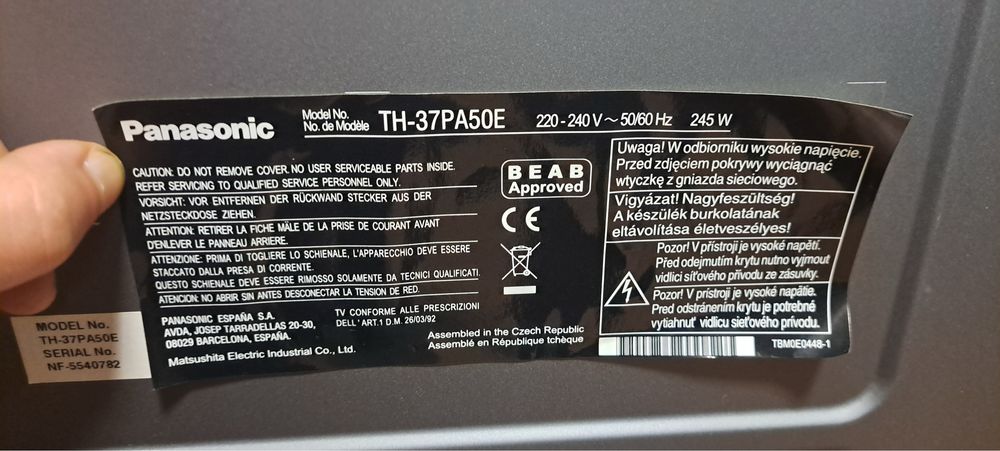 Panasonic
Model No.
No. de Modèle
TH-37PA50E
220 - 240 V ~ 50/60 Hz 245 W
CAUTION: DO NOT REMOVE COVER. NO USER SERVICEABLE PARTS INSIDE.
REFER SERVICING TO QUALIFIED SERVICE PERSONNEL ONLY.
VORSICHT: VOR ENTFERNEN DER RÜCKWAND STECKER AUS DER
NETZSTECKDOSE ZIEHEN.
ATTENTION: RETIRER LA FICHE MÂLE DE LA PRISE DE COURANT AVANT
D'ENLEVER LE PANNEAU ARRIERE.
ATTENZIONE: PRIMA DI TOGLIERE LO SCHIENALE, L'APPARECCHIO DEVE ESSERE
STACCATO DALLA PRESA DI CORRENTE.
QUESTO SCHIENALE DEVE ESSERE RIMOSSO SOLAMENTE DA TECNICI QUALIFICATI.
ATENCION: NO ABRIR SIN ANTES DESCONECTAR LA TENSION DE RED.
PANASONIC ESPAÑA S.A.
AVDA, JOSEP TARRADELLAS 20-30,
08029 BARCELONA, ESPAÑA.
Matsushita Electric Industrial Co., Ltd.
TV CONFORME ALLE PRESCRIZIONI
DELL 'ART.1 D.M. 26/03/92
BEAB
Approved
CE
Assembled in the Czech Republic
Assemblé en République tchèque
Uwaga! W odbiorniku wysokie napięcie.
Przed zdjęciem pokrywy wyciągnąć
wtyczkę z gniazda sieciowego.
Vigyázat! Nagyfeszültség!
A készülék burkolatának
eltávolítása életveszélyes!
Pozor! V přístroji je vysoké napětí.
Před odejmutím krytu nutno vyjmout
vidlici síťového přívodu ze zásuvky.
Pozor! V prístroji je vysoké napätie.
Pred odstránením krytu je potrebné
vytiahnuť vidlicu sieťového prívodu.
TBM0E0448-1
MODEL No.
TH-37PA50E
SERIAL No.
NF-5540782